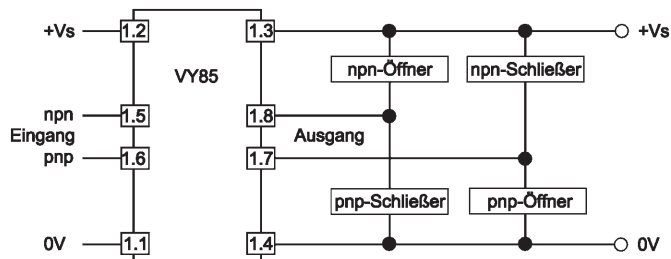 +Vs 1.2 1.3 +Vs
VY85
npn-Öffner npn-Schließer
npn 1.5 1.8
Eingang Ausgang
pnp 1.6 1.7
pnp-Schließer pnp-Öffner
0V 1.1 1.4 0V